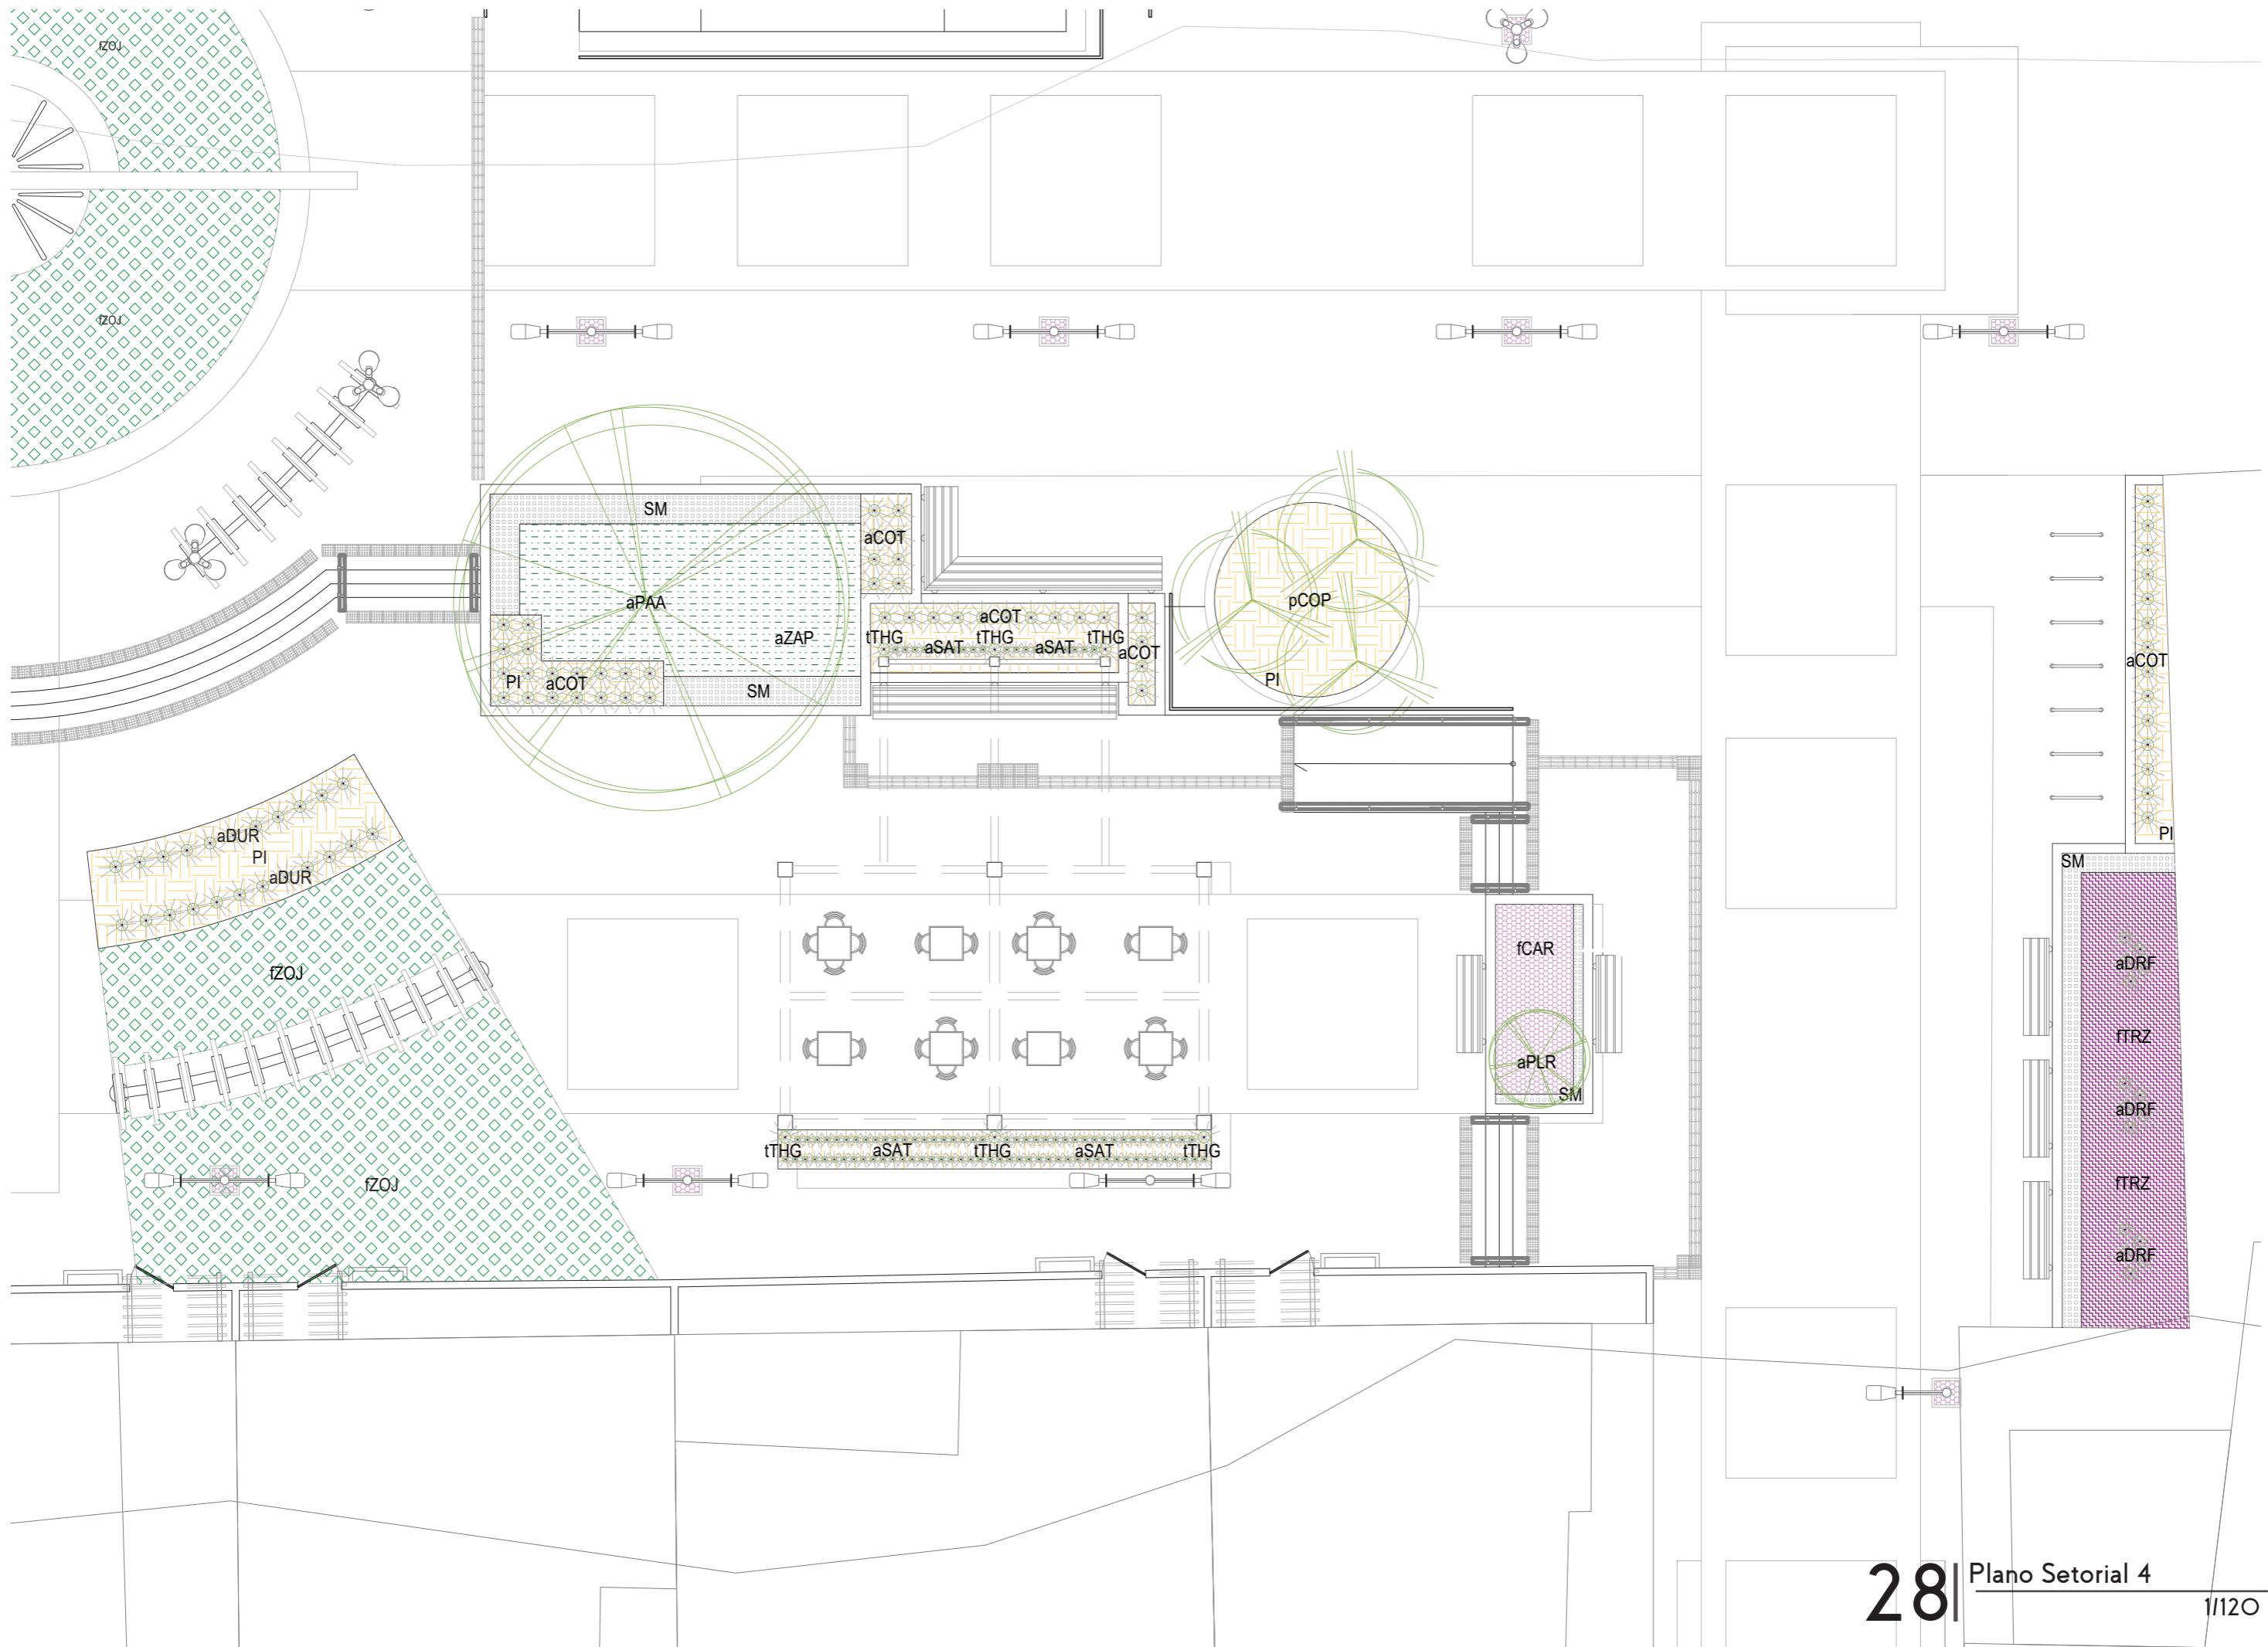 fZOJ
fZOJ
SM
aCOT
aPAA
aZAP
aCOT
tTHG
tTHG
tTHG
aSAT
aSAT
aCOT
PI
aCOT
SM
pCOP
PI
aCOT
PI
aDUR
PI
aDUR
fZOJ
fZOJ
fCAR
aPLR
SM
tTHG
aSAT
tTHG
aSAT
tTHG
SM
aDRF
fTRZ
aDRF
fTRZ
aDRF
28
Plano Setorial 4
1/120